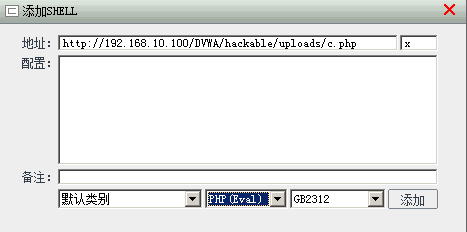 添加SHELL
地址: http://192.168.10.100/DVWA/hackable/uploads/c.php x
配置:
备注:
默认类别 PHP(Eval) GB2312 添加